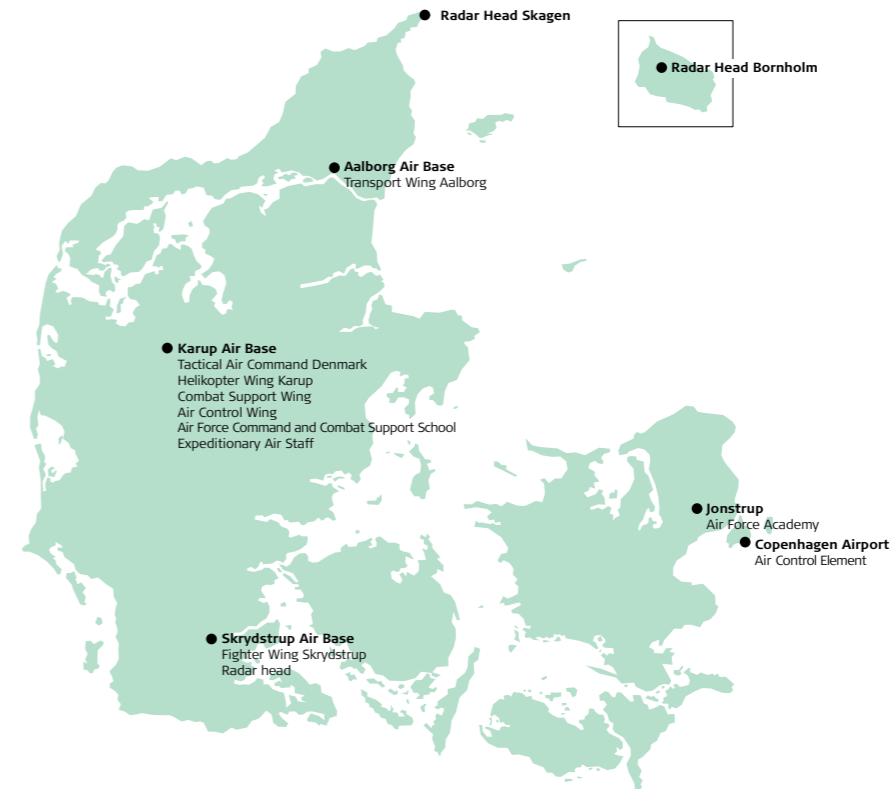 Radar Head Skagen
Radar Head Bornholm
Aalborg Air Base
Transport Wing Aalborg
Karup Air Base
Tactical Air Command Denmark
Helikopter Wing Karup
Combat Support Wing
Air Control Wing
Air Force Command and Combat Support School
Expeditionary Air Staff
Jonstrup
Air Force Academy
Copenhagen Airport
Air Control Element
Skrydstrup Air Base
Fighter Wing Skrydstrup
Radar head